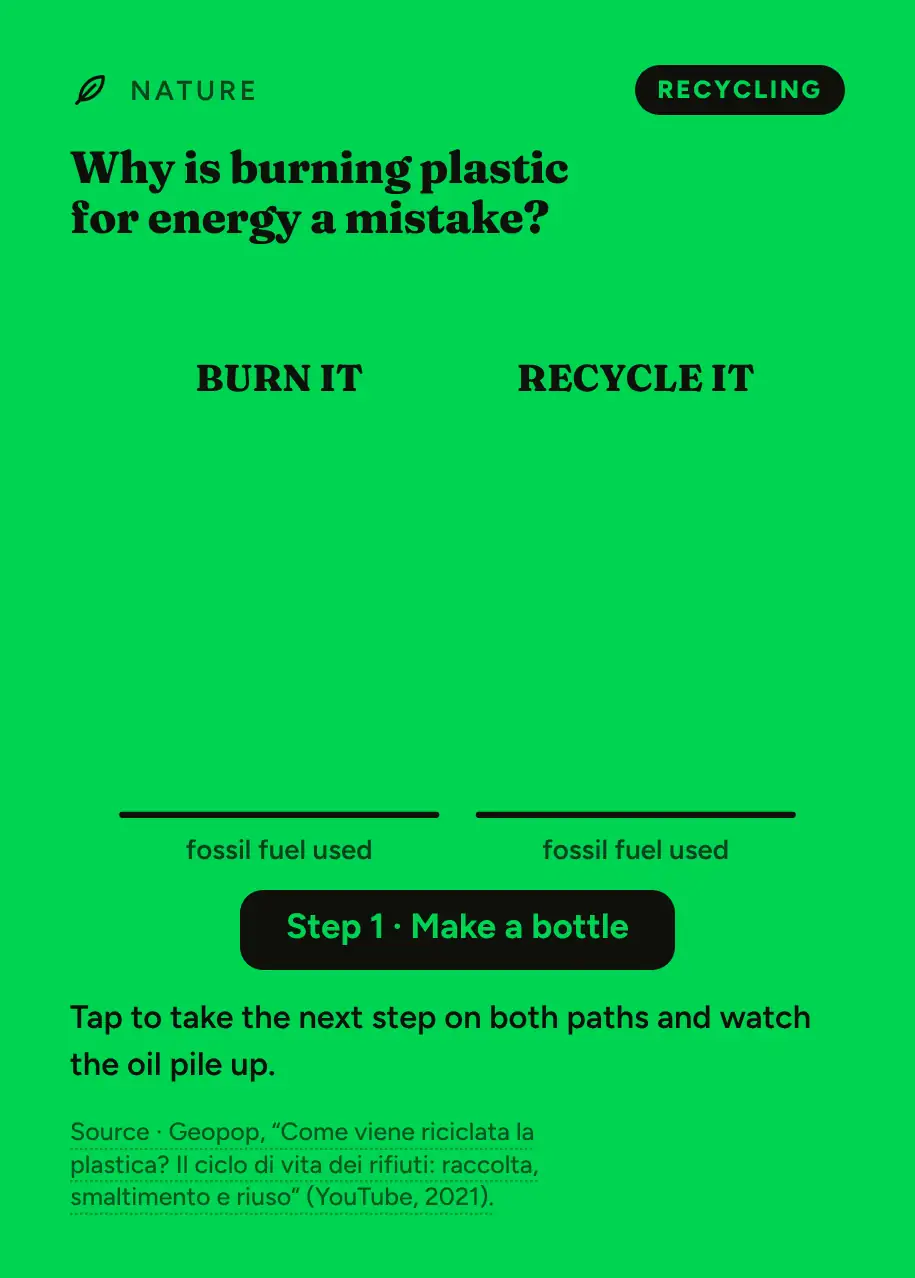 NATURE
RECYCLING
Why is burning plastic
for energy a mistake?
BURN IT
RECYCLE IT
fossil fuel used
fossil fuel used
Step 1 · Make a bottle
Tap to take the next step on both paths and watch
the oil pile up.
Source · Geopop, “Come viene riciclata la
plastica? Il ciclo di vita dei rifiuti: raccolta,
smaltimento e riuso” (YouTube, 2021).